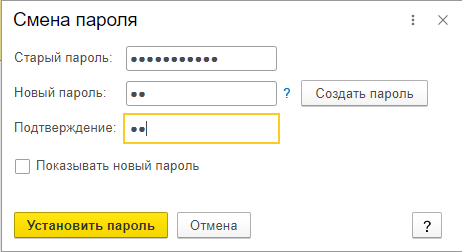 Смена пароля
Старый пароль: ●●●●●●●●●●●
Новый пароль: ●● ? Создать пароль
Подтверждение: ●●
Показывать новый пароль
Установить пароль Отмена ?